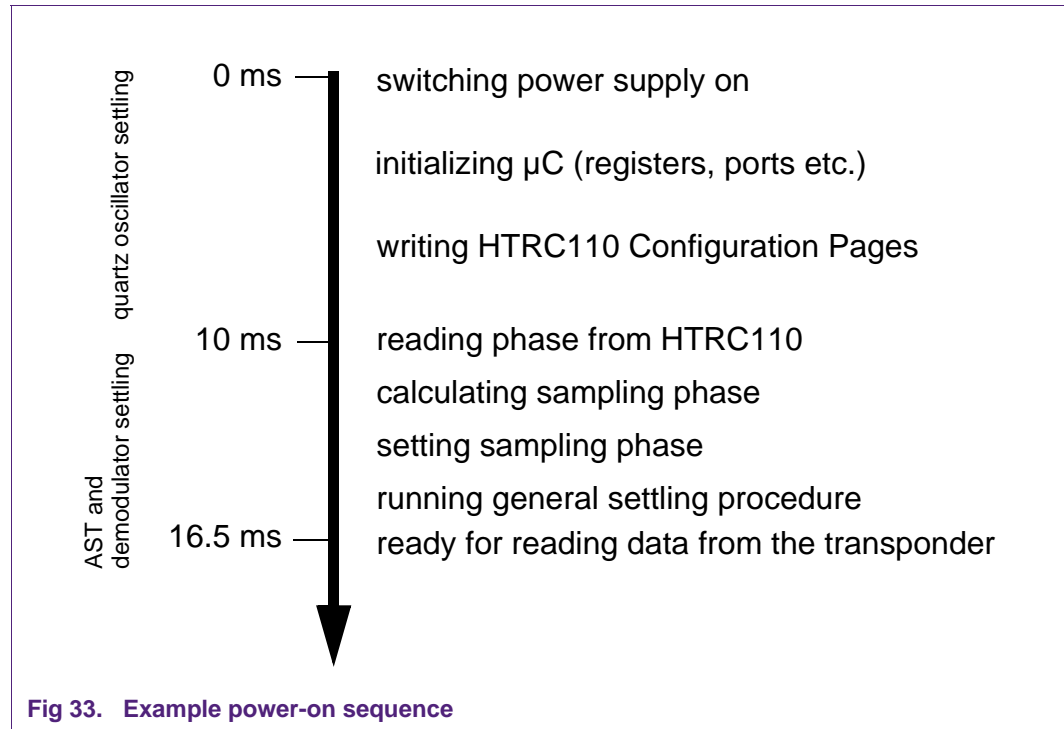 quartz oscillator settling
AST and
demodulator settling
0 ms
switching power supply on
initializing µC (registers, ports etc.)
writing HTRC110 Configuration Pages
10 ms
reading phase from HTRC110
calculating sampling phase
setting sampling phase
running general settling procedure
16.5 ms
ready for reading data from the transponder
Fig 33. Example power-on sequence